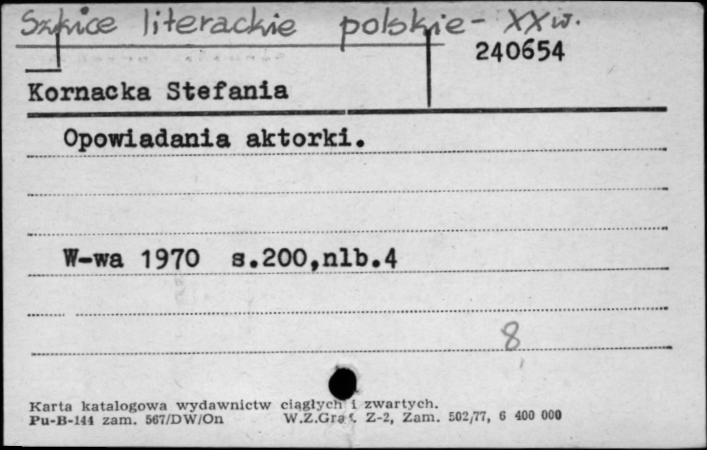 Szkice literackie polskie - XX w.
240654
Kornacka Stefania
Opowiadania aktorki.
W-wa 1970 s.200,nlb.4
8
Karta katalogowa wydawnictw ciągłych i zwartych.
Pu-B-144 zam. 567/DW/On W.Z.Graf. Z-2, Zam. 502/77, 6 400 000